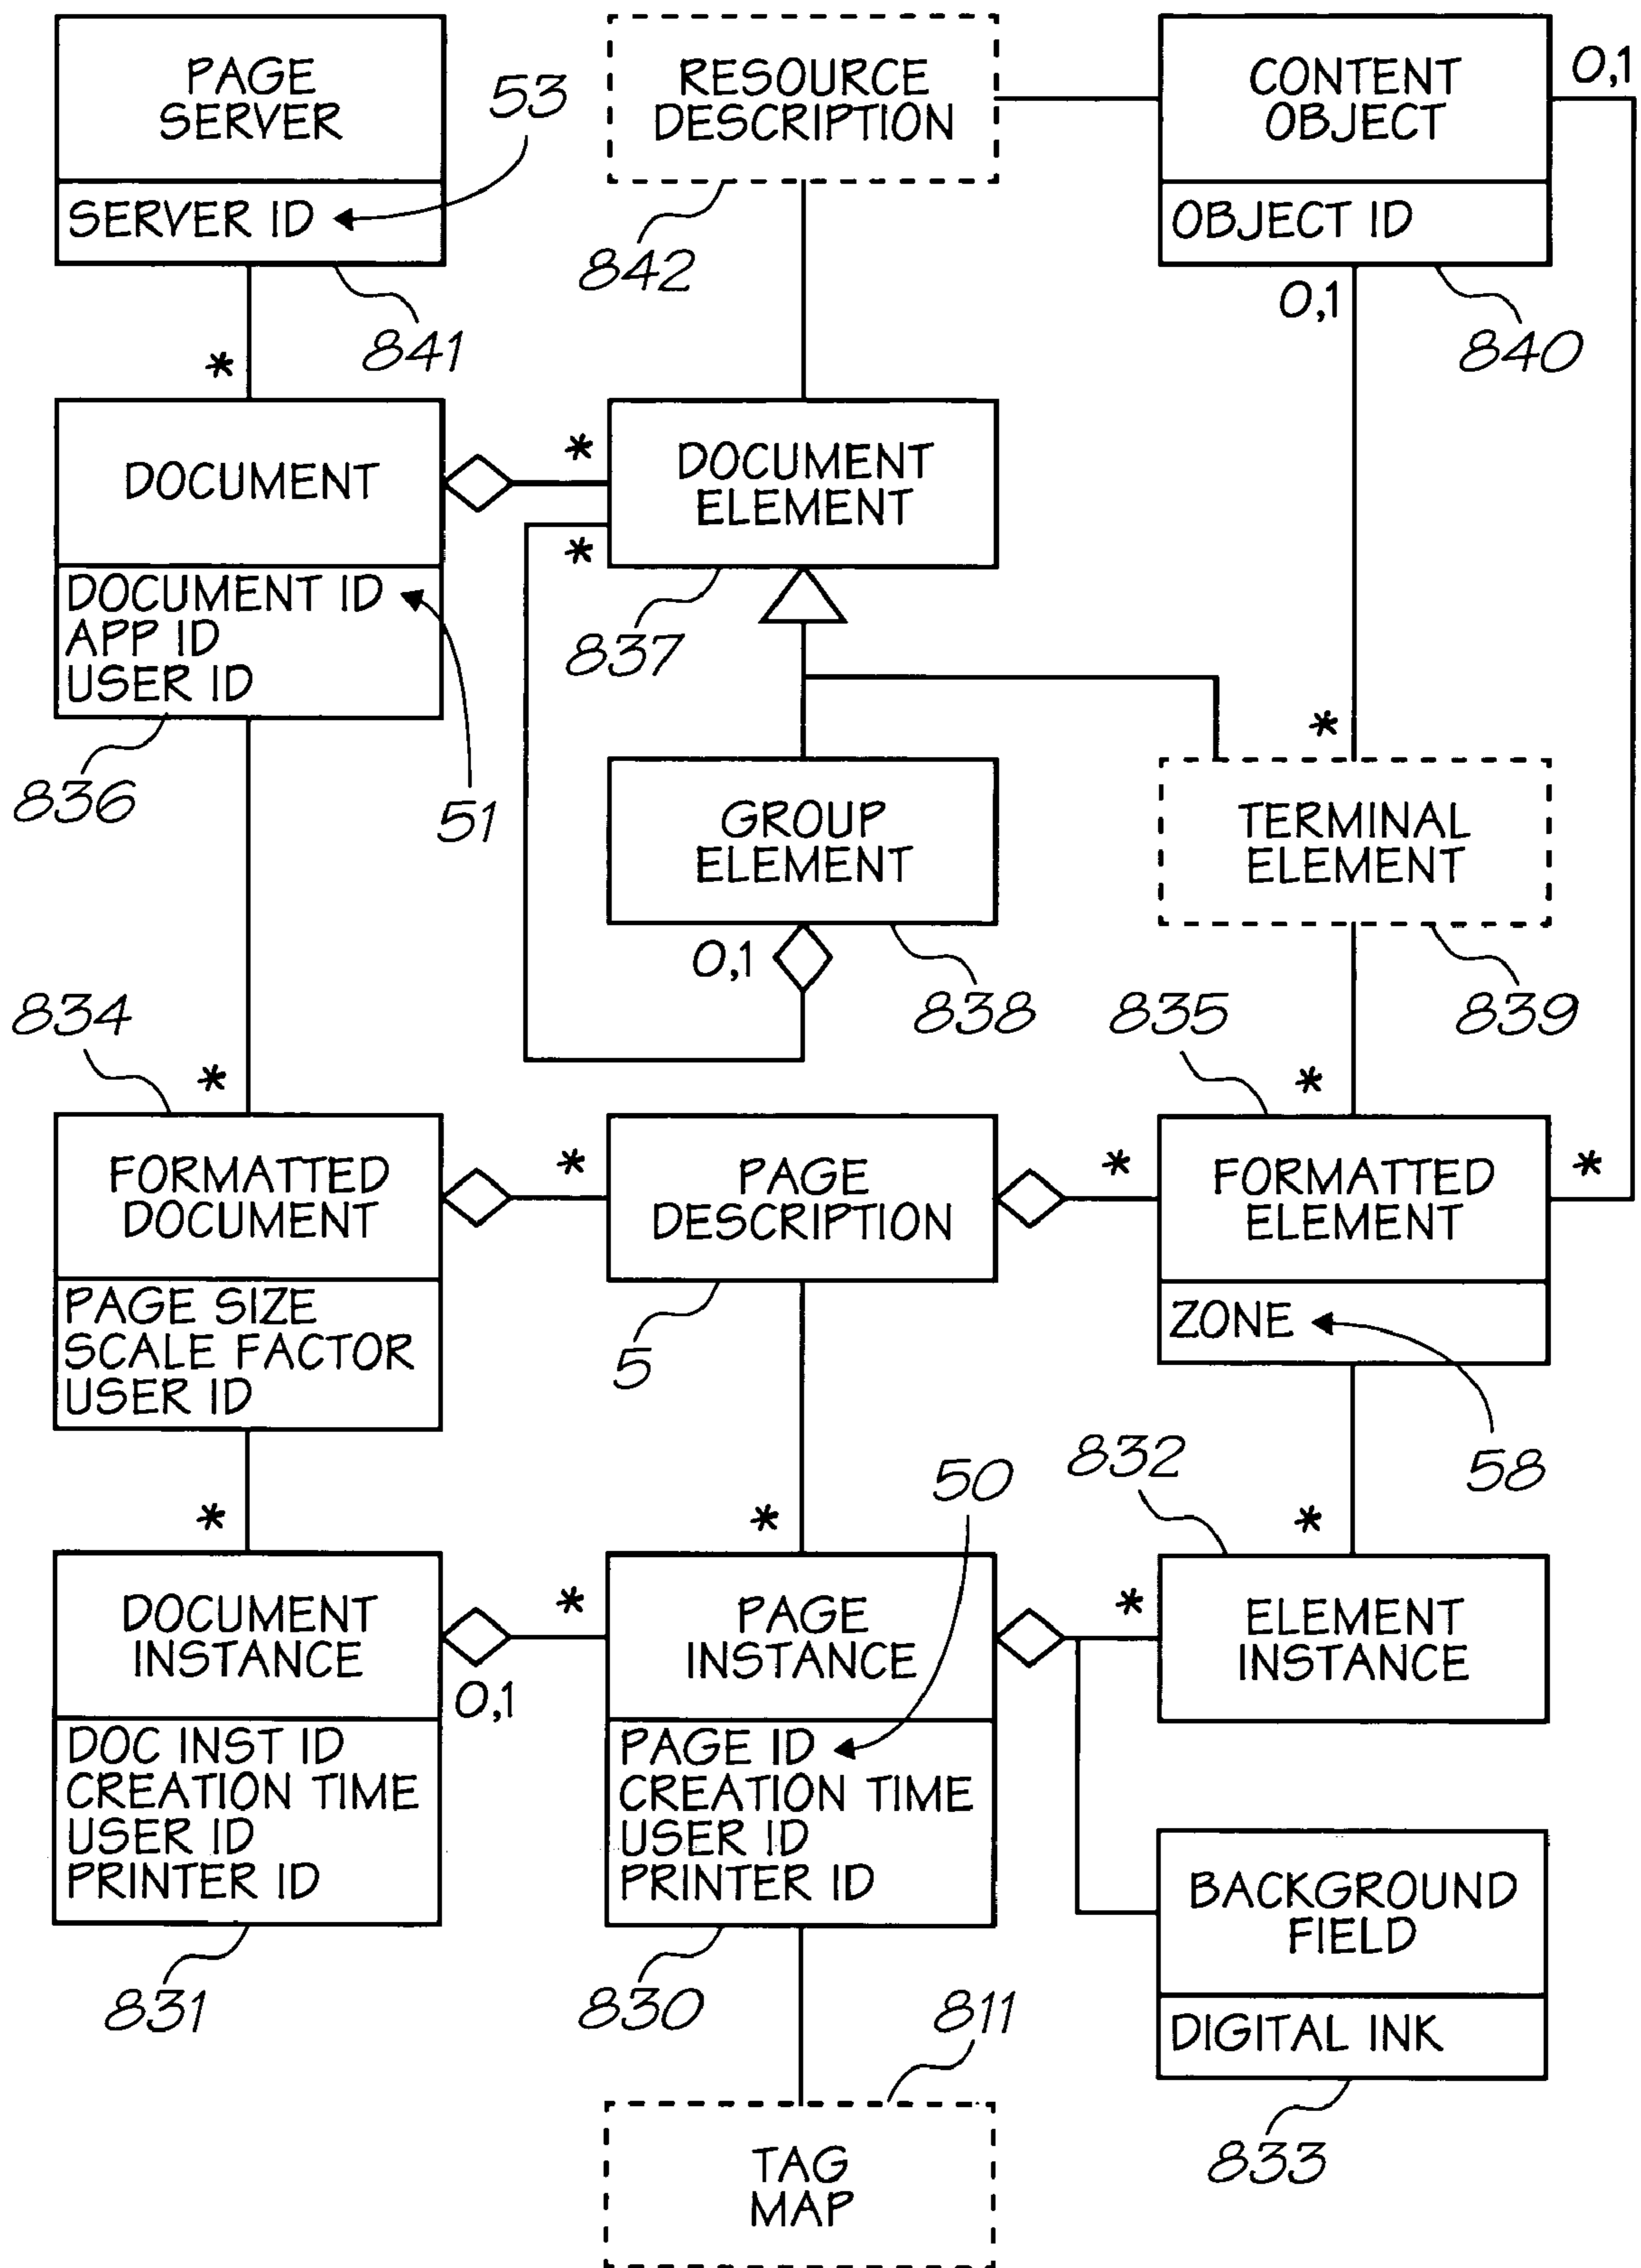 PAGE
SERVER
SERVER ID
53
841
RESOURCE
DESCRIPTION
842
CONTENT
OBJECT
OBJECT ID
0,1
0,1
840
*
DOCUMENT
DOCUMENT ID
APP ID
USER ID
51
836
*
*
DOCUMENT
ELEMENT
837
GROUP
ELEMENT
0,1
838
*
TERMINAL
ELEMENT
839
834
*
FORMATTED
DOCUMENT
PAGE SIZE
SCALE FACTOR
USER ID
*
PAGE
DESCRIPTION
5
835
*
*
FORMATTED
ELEMENT
*
ZONE
58
*
DOCUMENT
INSTANCE
0,1
DOC INST ID
CREATION TIME
USER ID
PRINTER ID
831
*
*
50
PAGE
INSTANCE
PAGE ID
CREATION TIME
USER ID
PRINTER ID
830
832
*
*
ELEMENT
INSTANCE
BACKGROUND
FIELD
DIGITAL INK
833
811
TAG
MAP